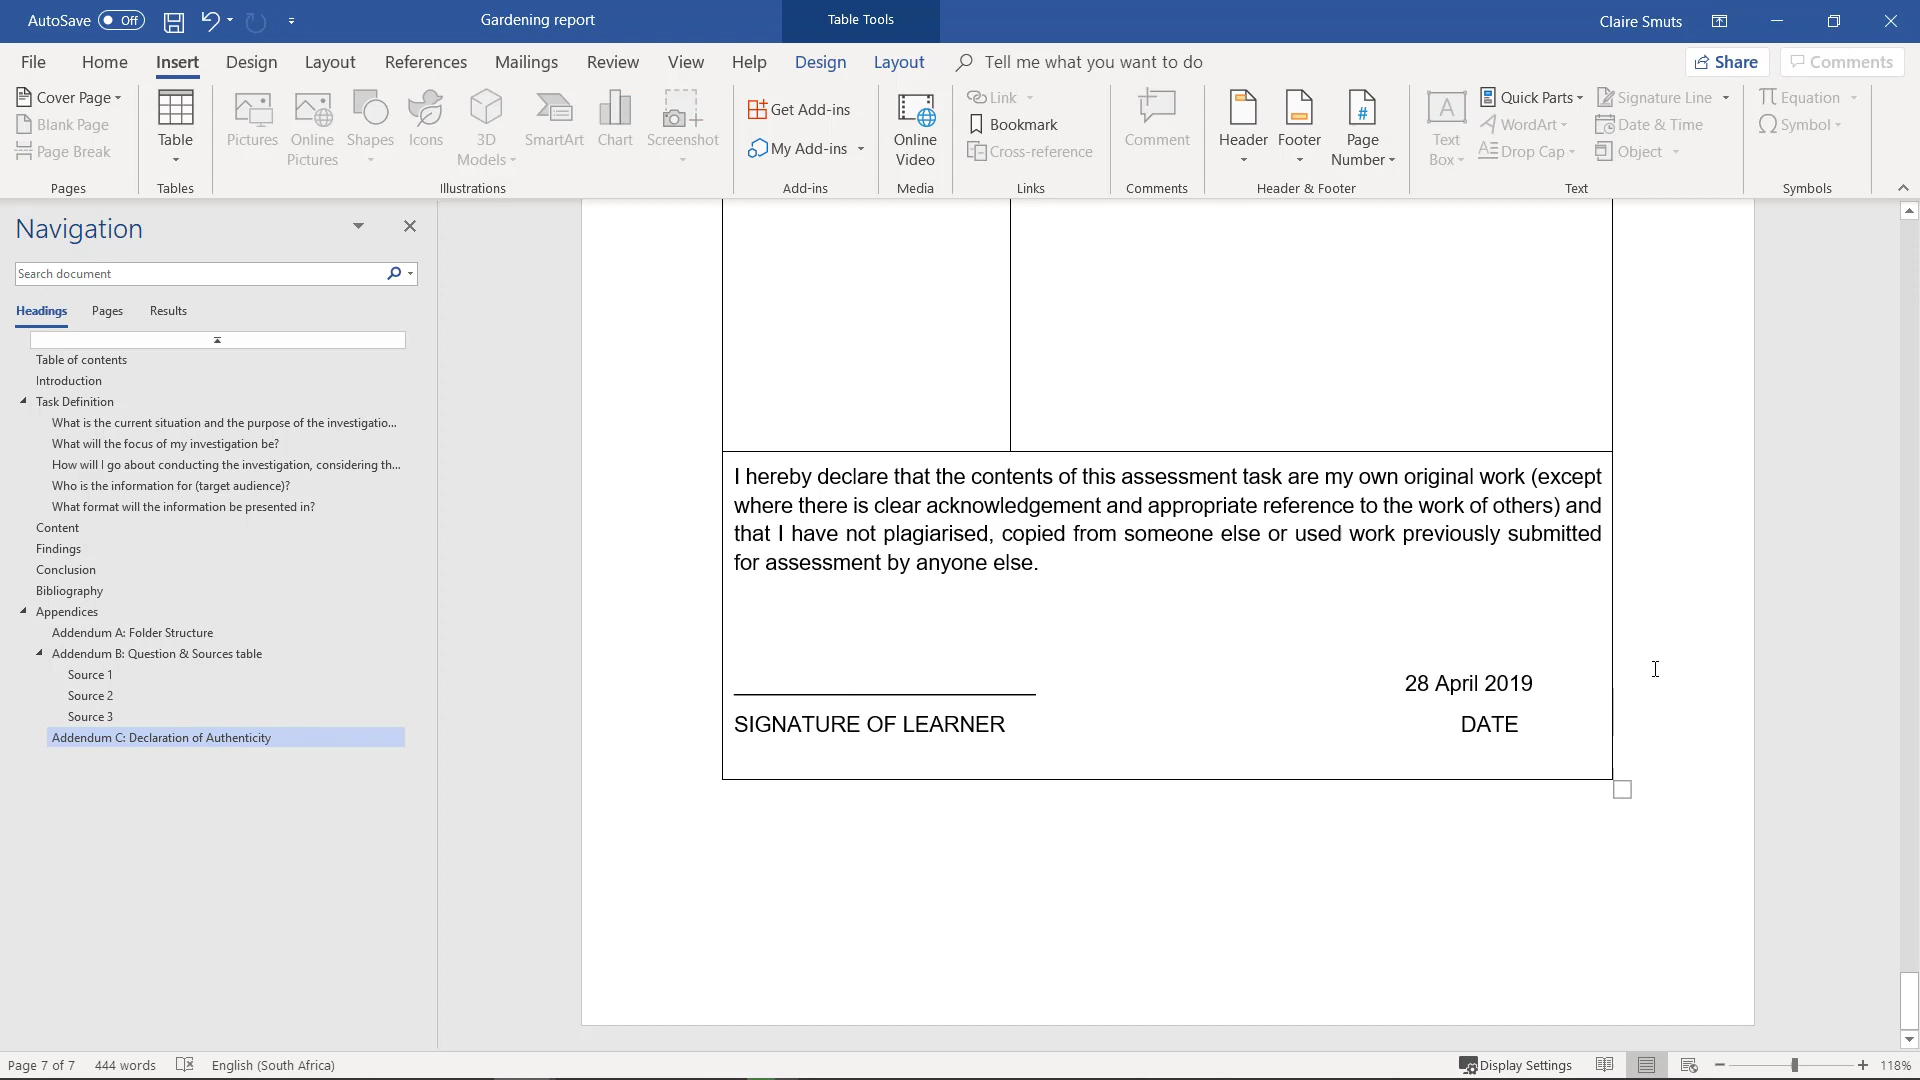 AutoSave Off
Gardening report
Table Tools
Claire Smuts
File Home Insert Design Layout References Mailings Review View Help Design Layout Tell me what you want to do Share Comments
Cover Page
Blank Page
Page Break
Pages
Table
Tables
Pictures
Online
Pictures
Shapes
Icons
3D
Models
SmartArt
Chart
Screenshot
Illustrations
Get Add-ins
My Add-ins
Add-ins
Online
Video
Media
Link
Bookmark
Cross-reference
Links
Comment
Comments
Header
Footer
Page
Number
#
Header & Footer
Text
Box
Quick Parts
WordArt
Drop Cap
Signature Line
Date & Time
Object
Text
Equation
Symbol
Symbols
Navigation
Search document
Headings Pages Results
Table of contents
Introduction
Task Definition
What is the current situation and the purpose of the investigatio...
What will the focus of my investigation be?
How will I go about conducting the investigation, considering th...
Who is the information for (target audience)?
What format will the information be presented in?
Content
Findings
Conclusion
Bibliography
Appendices
Addendum A: Folder Structure
Addendum B: Question & Sources table
Source 1
Source 2
Source 3
Addendum C: Declaration of Authenticity
I hereby declare that the contents of this assessment task are my own original work (except
where there is clear acknowledgement and appropriate reference to the work of others) and
that I have not plagiarised, copied from someone else or used work previously submitted
for assessment by anyone else.
28 April 2019
SIGNATURE OF LEARNER DATE
Page 7 of 7 444 words English (South Africa) Display Settings 118%